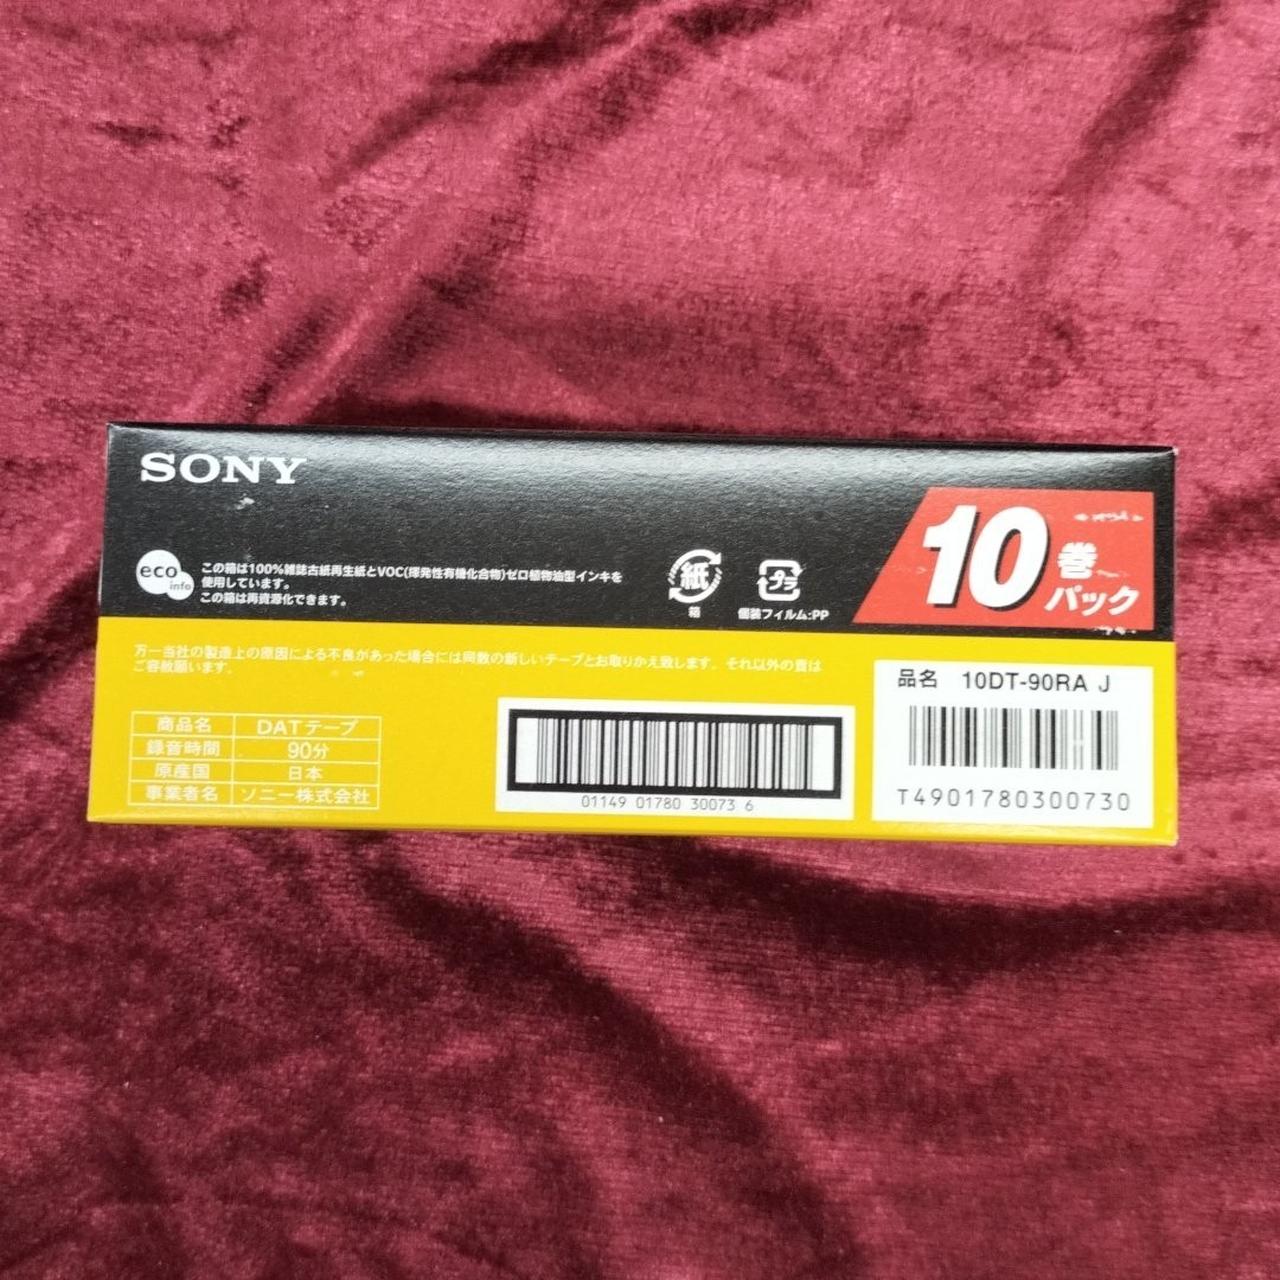 SONY
10
巻
パック
eco
info
この箱は100%雑誌古紙再生紙とVOC(揮発性有機化合物)ゼロ植物油型インキを
使用しています。
この箱は再資源化できます。
紙
箱
プラ
個装フィルム:PP
万一当社の製造上の原因による不良があった場合には同数の新しいテープとお取りかえ致します。それ以外の責は
ご容赦願います。
商品名 DATテープ
録音時間 90分
原産国 日本
事業者名 ソニー株式会社
01149 01780 30073 6
品名 10DT-90RA J
T4901780300730